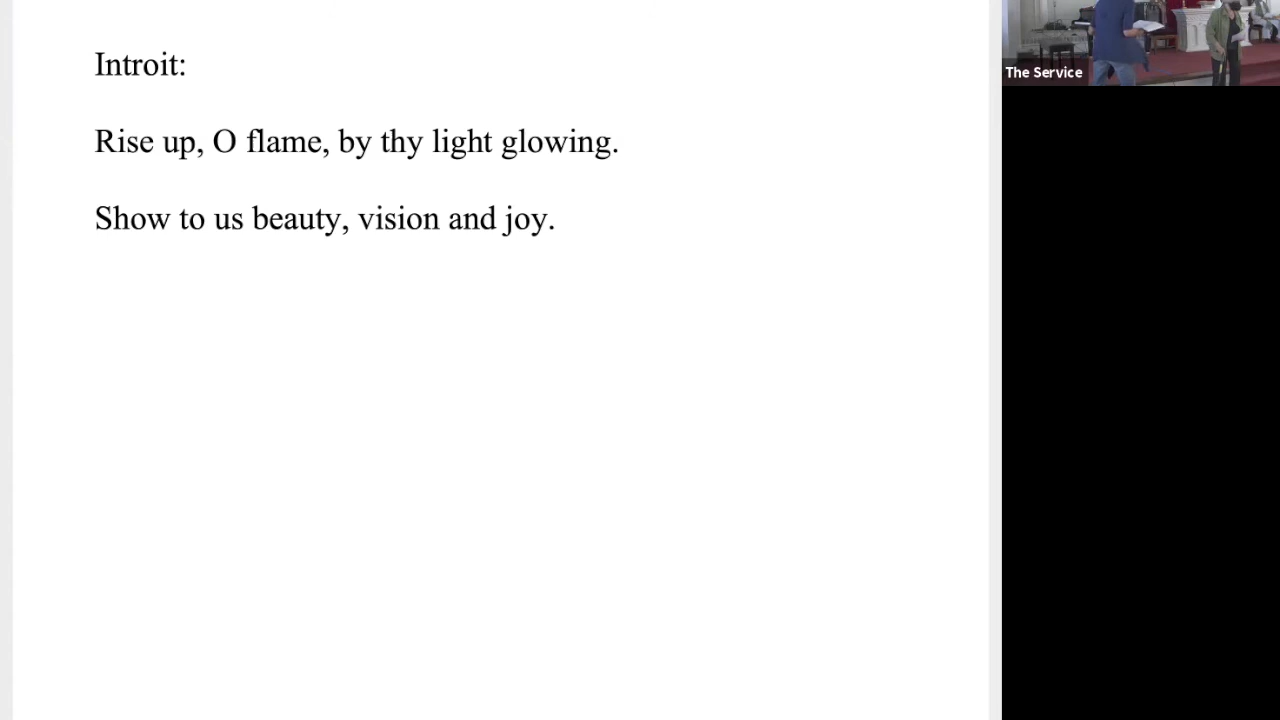 Introit:
Rise up, O flame, by thy light glowing.
Show to us beauty, vision and joy.
The Service